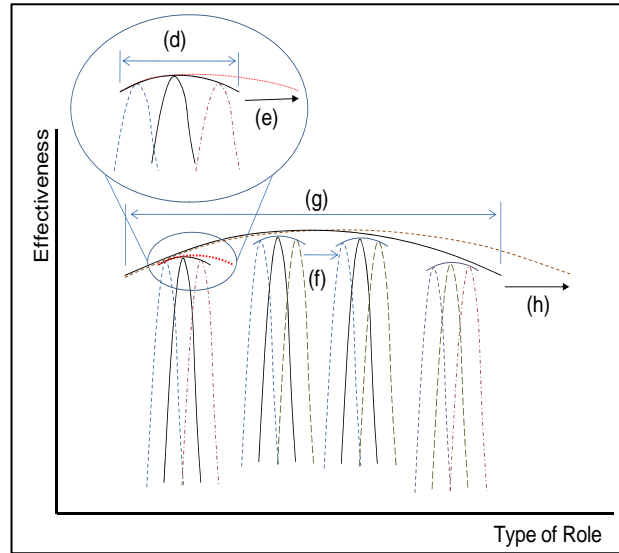 (d)
(e)
(g)
Effectiveness
(f)
(h)
Type of Role